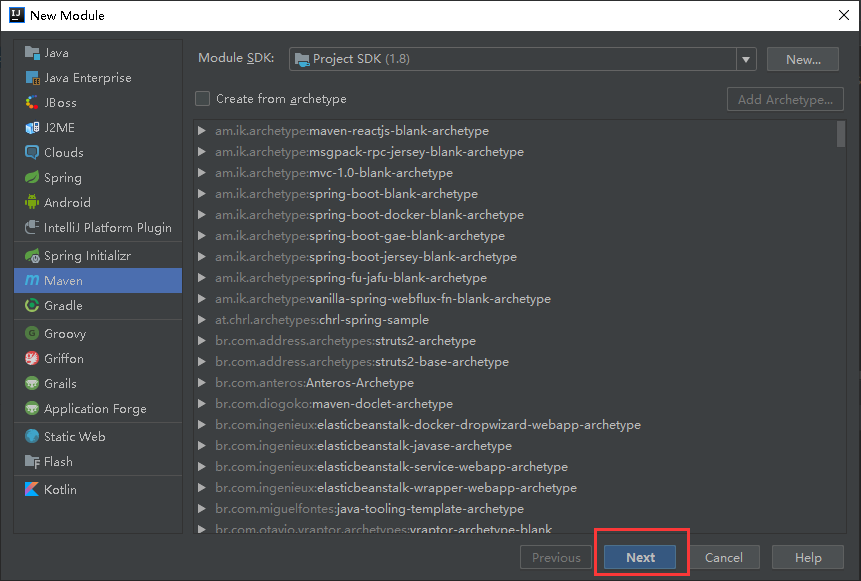 New Module
Java
Java Enterprise
JBoss
J2ME
Clouds
Spring
Android
IntelliJ Platform Plugin
Spring Initializr
Maven
Gradle
Groovy
Griffon
Grails
Application Forge
Static Web
Flash
Kotlin
Module SDK: Project SDK (1.8) New...
Create from archetype Add Archetype...
am.ik.archetype:maven-reactjs-blank-archetype
am.ik.archetype:msgpack-rpc-jersey-blank-archetype
am.ik.archetype:mvc-1.0-blank-archetype
am.ik.archetype:spring-boot-blank-archetype
am.ik.archetype:spring-boot-docker-blank-archetype
am.ik.archetype:spring-boot-gae-blank-archetype
am.ik.archetype:spring-boot-jersey-blank-archetype
am.ik.archetype:spring-fu-jafu-blank-archetype
am.ik.archetype:vanilla-spring-webflux-fn-blank-archetype
at.chrl.archetypes:chrl-spring-sample
br.com.address.archetypes:struts2-archetype
br.com.address.archetypes:struts2-base-archetype
br.com.anteros:Anteros-Archetype
br.com.diogoko:maven-doclet-archetype
br.com.ingenieux:elasticbeanstalk-docker-dropwizard-webapp-archetype
br.com.ingenieux:elasticbeanstalk-javase-archetype
br.com.ingenieux:elasticbeanstalk-service-webapp-archetype
br.com.ingenieux:elasticbeanstalk-wrapper-webapp-archetype
br.com.miguelfontes:java-tooling-template-archetype
br.com.otavio.vraptor.archetypes:vraptor-archetype-blank
Previous Next Cancel Help